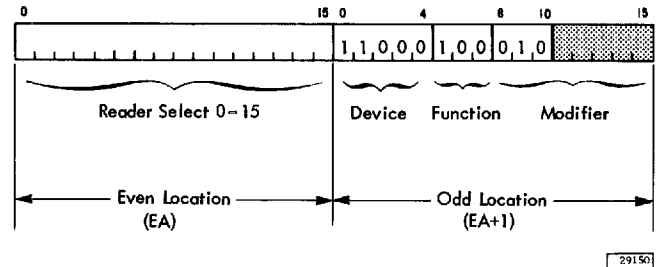 0 15 0 4 8 10 15
1 1 0 0 0 1 0 0 0 1 0
Reader Select 0-15 Device Function Modifier
Even Location Odd Location
(EA) (EA+1)
29150